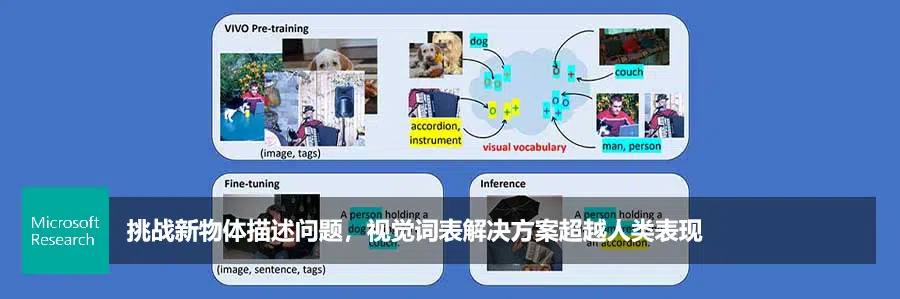 VIVO Pre-training
dog
couch
accordion,
instrument
visual vocabulary
man, person
(image, tags)
Fine-tuning
Inference
A person holding a
dog
couch.
A person holding a
an accordion.
(image, sentence, tags)
Microsoft
Research
挑战新物体描述问题，视觉词表解决方案超越人类表现